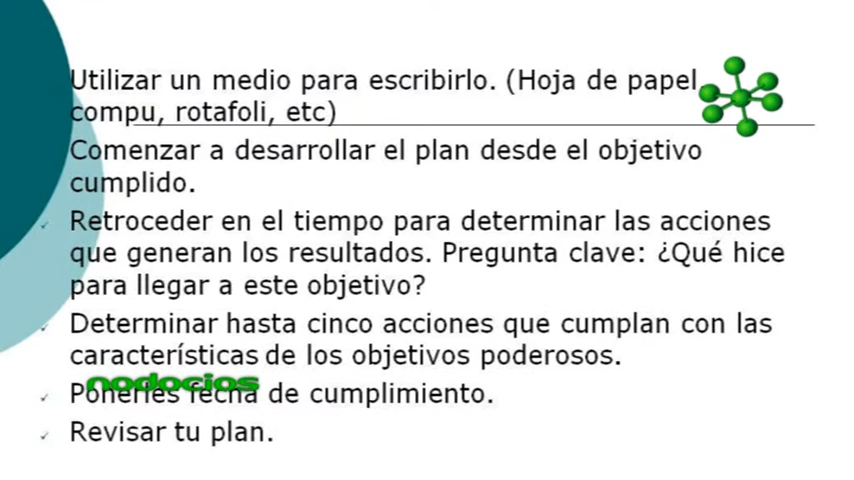 Utilizar un medio para escribirlo. (Hoja de papel
compu, rotafoli, etc)
Comenzar a desarrollar el plan desde el objetivo
cumplido.
Retroceder en el tiempo para determinar las acciones
que generan los resultados. Pregunta clave: ¿Qué hice
para llegar a este objetivo?
Determinar hasta cinco acciones que cumplan con las
características de los objetivos poderosos.
nodocios
Ponerles fecha de cumplimiento.
Revisar tu plan.